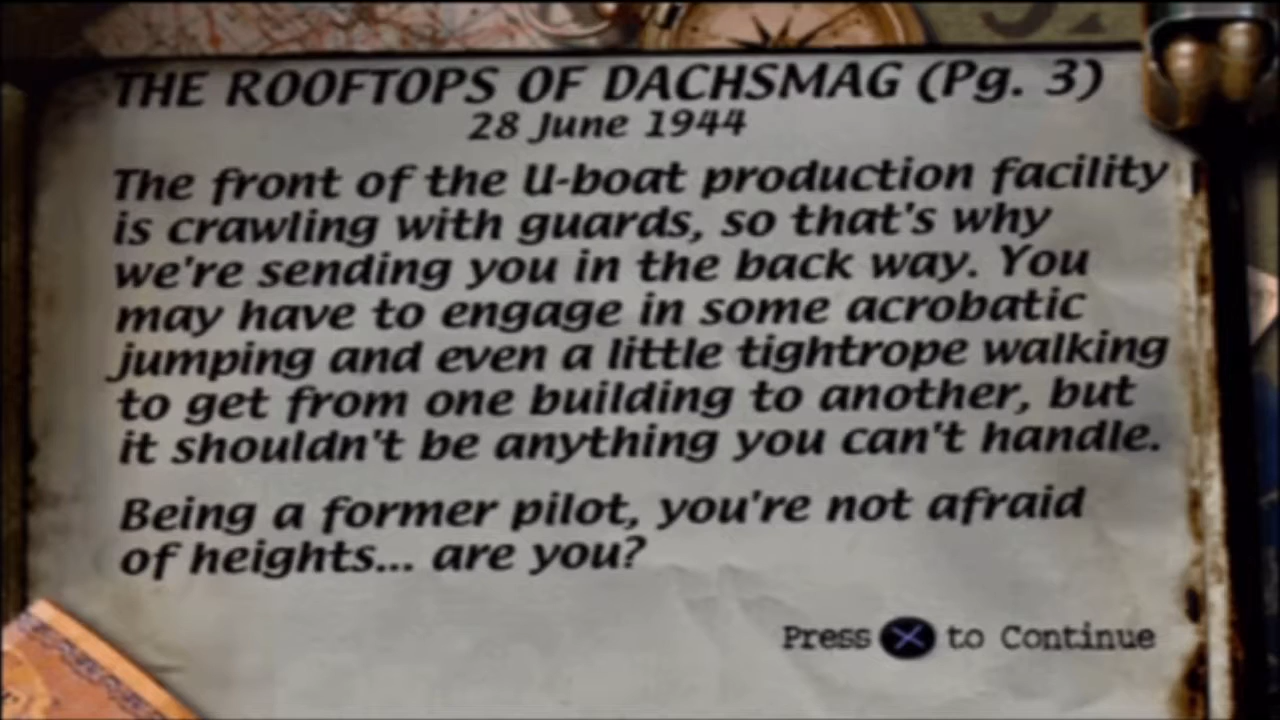 THE ROOFTOPS OF DACHSMAG (Pg. 3)
28 June 1944
The front of the U-boat production facility
is crawling with guards, so that's why
we're sending you in the back way. You
may have to engage in some acrobatic
jumping and even a little tightrope walking
to get from one building to another, but
it shouldn't be anything you can't handle.
Being a former pilot, you're not afraid
of heights... are you?
Press X to Continue